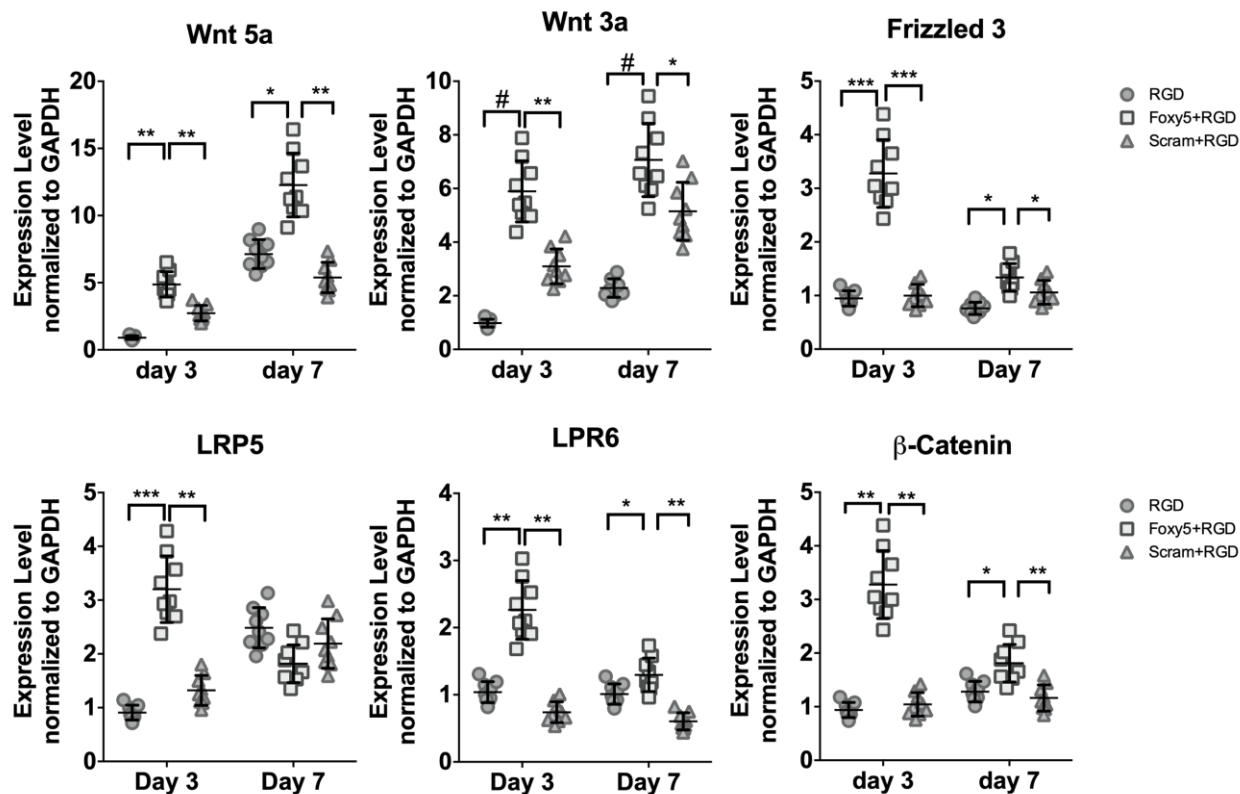 Wnt 5a
Expression Level
normalized to GAPDH
20
15
10
5
0
**
**
*
**
day 3
day 7
Wnt 3a
Expression Level
normalized to GAPDH
10
8
6
4
2
0
#
**
#
*
day 3
day 7
Frizzled 3
Expression Level
normalized to GAPDH
5
4
3
2
1
0
***
***
*
*
Day 3
Day 7
RGD
Foxy5+RGD
Scram+RGD
LRP5
Expression Level
normalized to GAPDH
5
4
3
2
1
0
***
**
Day 3
Day 7
LPR6
Expression Level
normalized to GAPDH
4
3
2
1
0
**
**
*
**
Day 3
Day 7
β-Catenin
Expression Level
normalized to GAPDH
5
4
3
2
1
0
**
**
*
**
day 3
day 7
RGD
Foxy5+RGD
Scram+RGD